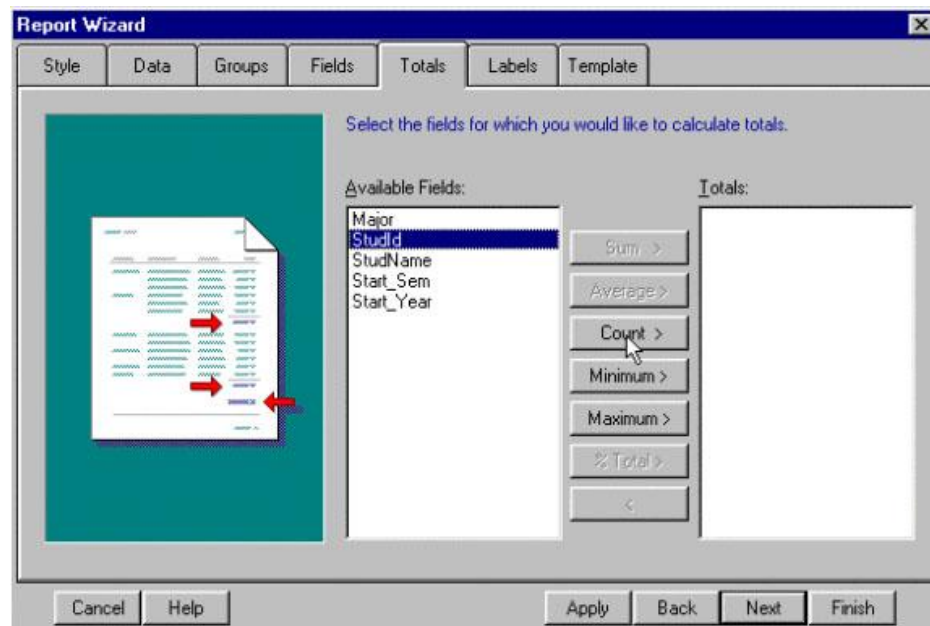 Report Wizard
Style Data Groups Fields Totals Labels Template
Select the fields for which you would like to calculate totals.
Available Fields:
Totals:
Major
StudId
StudName
Start_Sem
Start_Year
Sum >
Average >
Count >
Minimum >
Maximum >
% Total >
<
Cancel Help Apply Back Next Finish